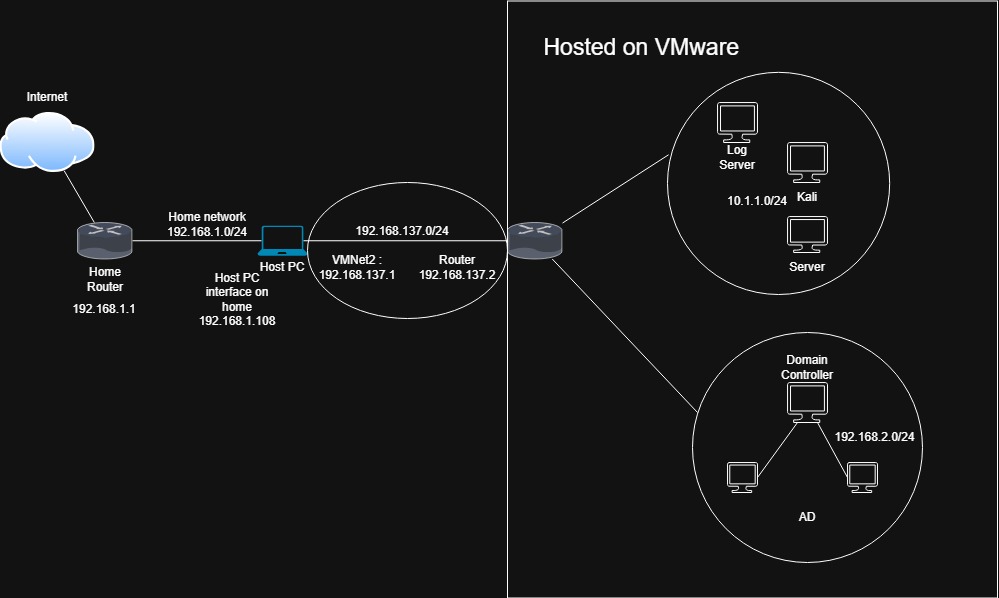 Hosted on VMware
Internet
Home
Router
192.168.1.1
Home network
192.168.1.0/24
Host PC
Host PC
interface on
home
192.168.1.108
192.168.137.0/24
VMNet2 :
192.168.137.1
Router
192.168.137.2
Log
Server
Kali
10.1.1.0/24
Server
Domain
Controller
192.168.2.0/24
AD